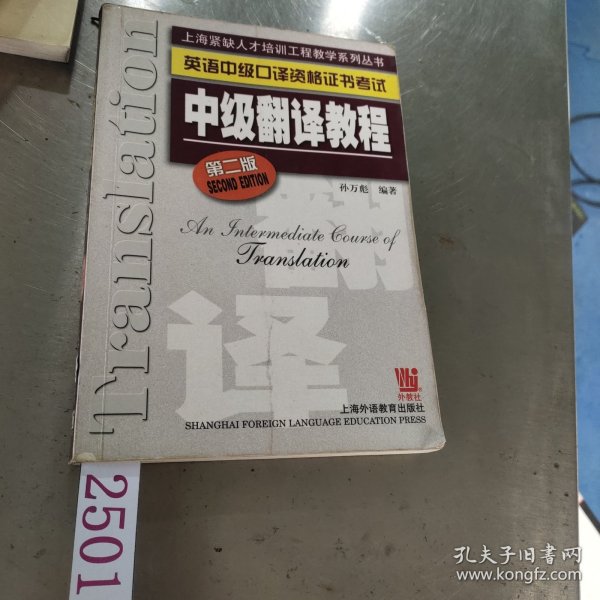 上海紧缺人才培训工程教学系列丛书
英语中级口译资格证书考试
中级翻译教程
第二版
SECOND EDITION
孙万彪 编著
An Intermediate Course of
Translation
Translation
翻
译
Whj
外教社
上海外语教育出版社
SHANGHAI FOREIGN LANGUAGE EDUCATION PRESS
2501
孔夫子旧书网
www.kongfz.com